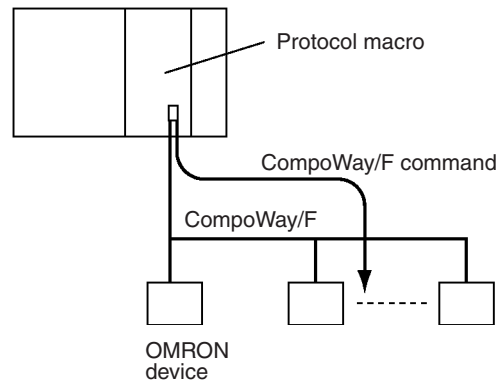 Protocol macro
CompoWay/F command
CompoWay/F
OMRON
device